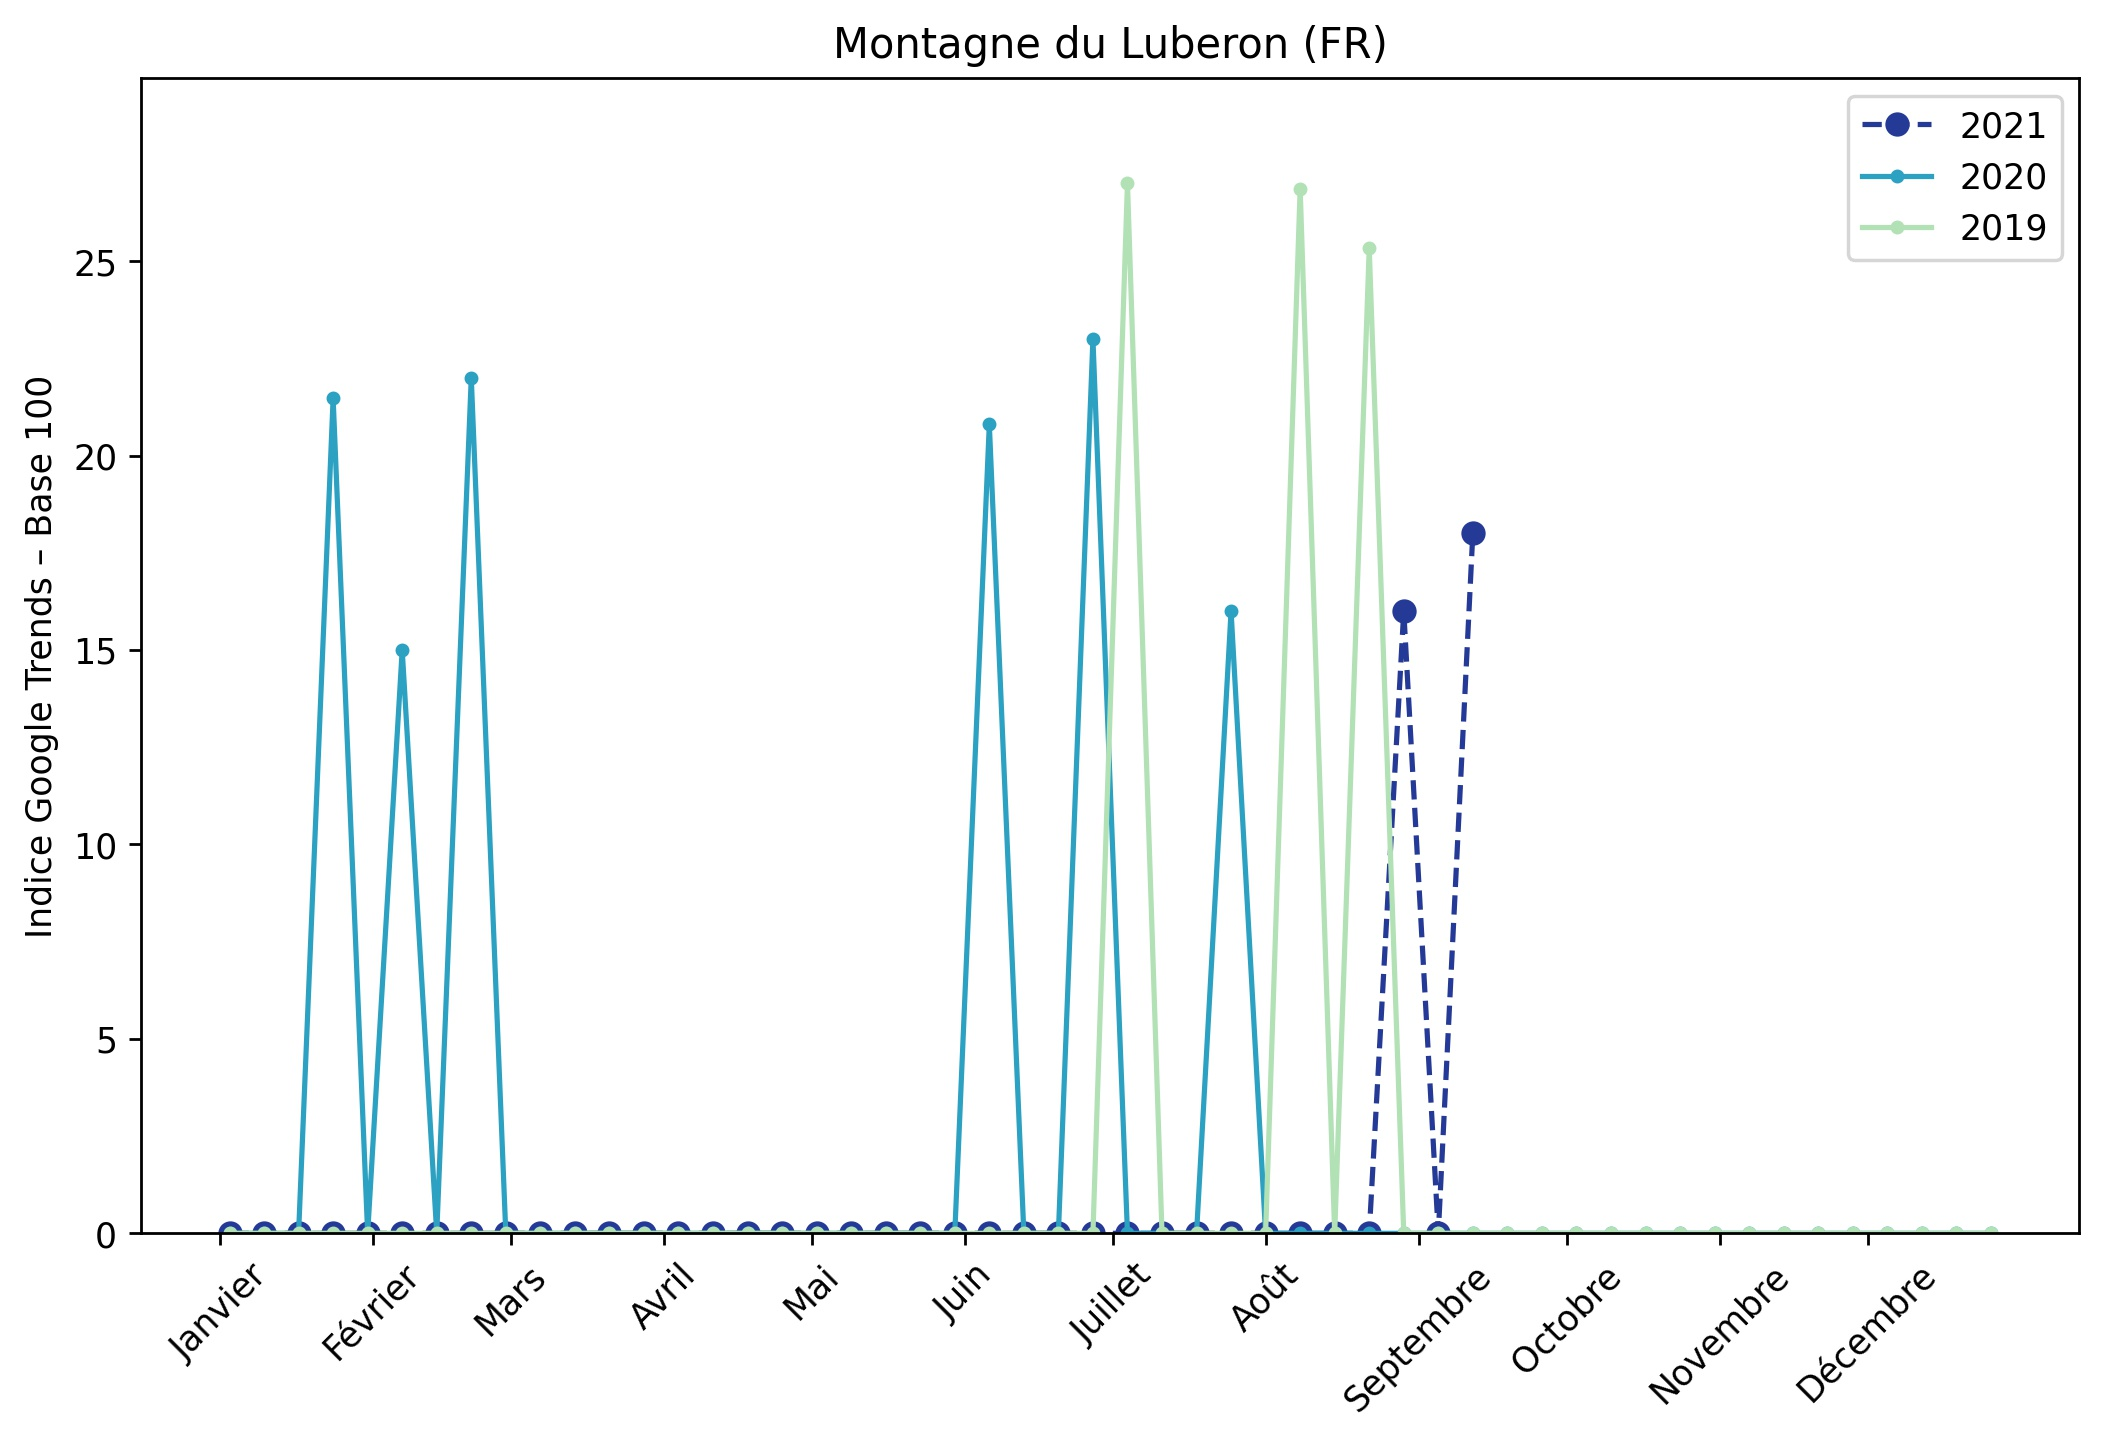 Montagne du Luberon (FR)
2021
2020
2019
Indice Google Trends – Base 100
25
20
15
10
5
0
Janvier
Février
Mars
Avril
Mai
Juin
Juillet
Août
Septembre
Octobre
Novembre
Décembre